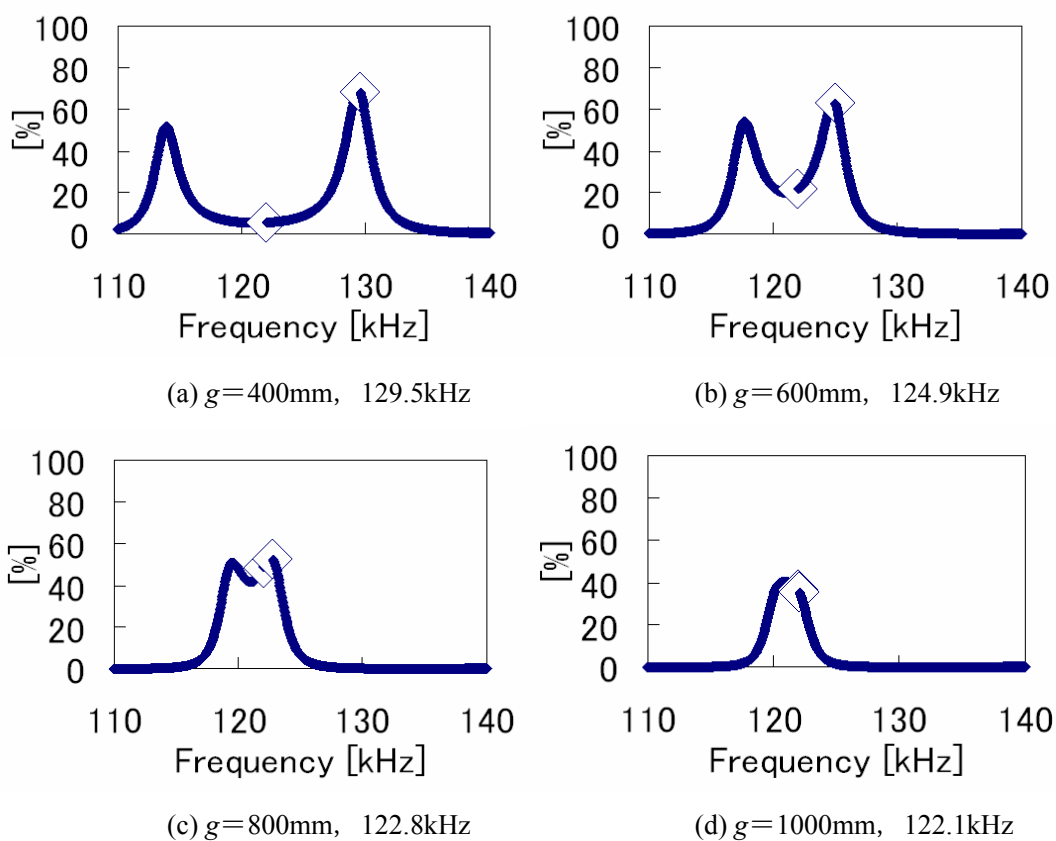 100
80
60
40
20
0
[%]
110 120 130 140
Frequency [kHz]
(a) g=400mm, 129.5kHz
100
80
60
40
20
0
[%]
110 120 130 140
Frequency [kHz]
(b) g=600mm, 124.9kHz
100
80
60
40
20
0
[%]
110 120 130 140
Frequency [kHz]
(c) g=800mm, 122.8kHz
100
80
60
40
20
0
[%]
110 120 130 140
Frequency [kHz]
(d) g=1000mm, 122.1kHz